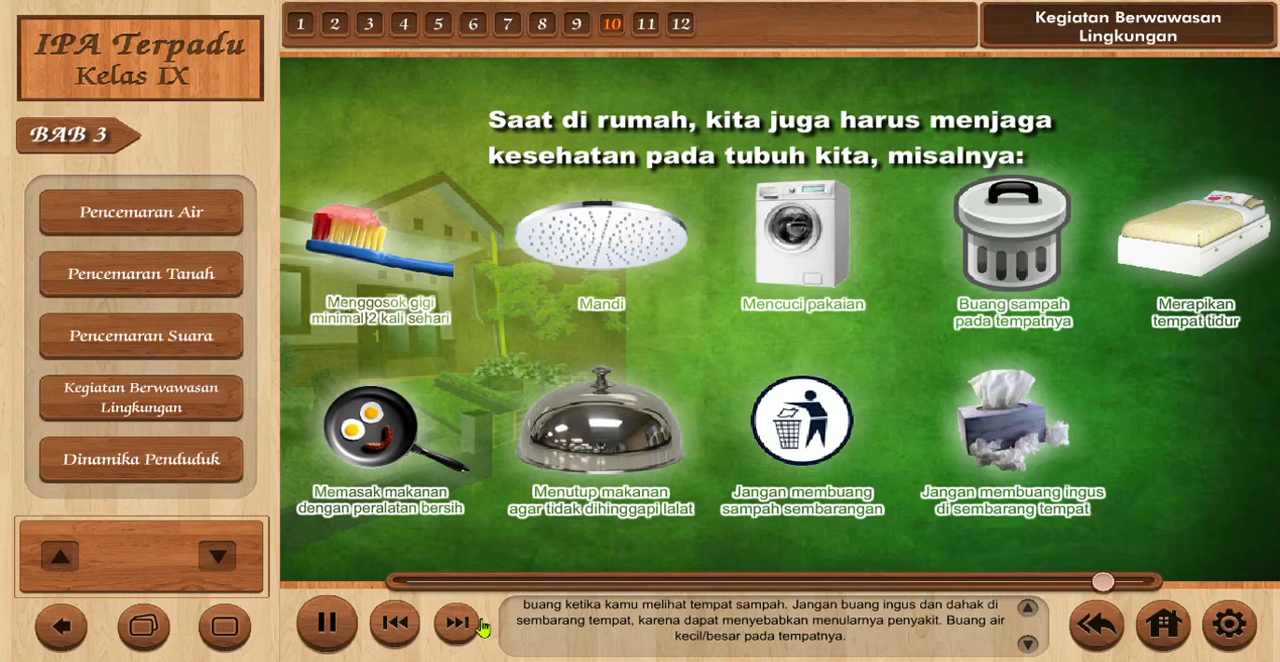 IPA Terpadu
Kelas IX
BAB 3
Pencemaran Air
Pencemaran Tanah
Pencemaran Suara
Kegiatan Berwawasan
Lingkungan
Dinamika Penduduk
1 2 3 4 5 6 7 8 9 10 11 12
Kegiatan Berwawasan
Lingkungan
Saat di rumah, kita juga harus menjaga
kesehatan pada tubuh kita, misalnya:
Menggosok gigi
minimal 2 kali sehari
Mandi
Mencuci pakaian
Buang sampah
pada tempatnya
Merapikan
tempat tidur
Memasak makanan
dengan peralatan bersih
Menutup makanan
agar tidak dihinggapi lalat
Jangan membuang
sampah sembarangan
Jangan membuang ingus
di sembarang tempat
buang ketika kamu melihat tempat sampah. Jangan buang ingus dan dahak di
sembarang tempat, karena dapat menyebabkan menularnya penyakit. Buang air
kecil/besar pada tempatnya.